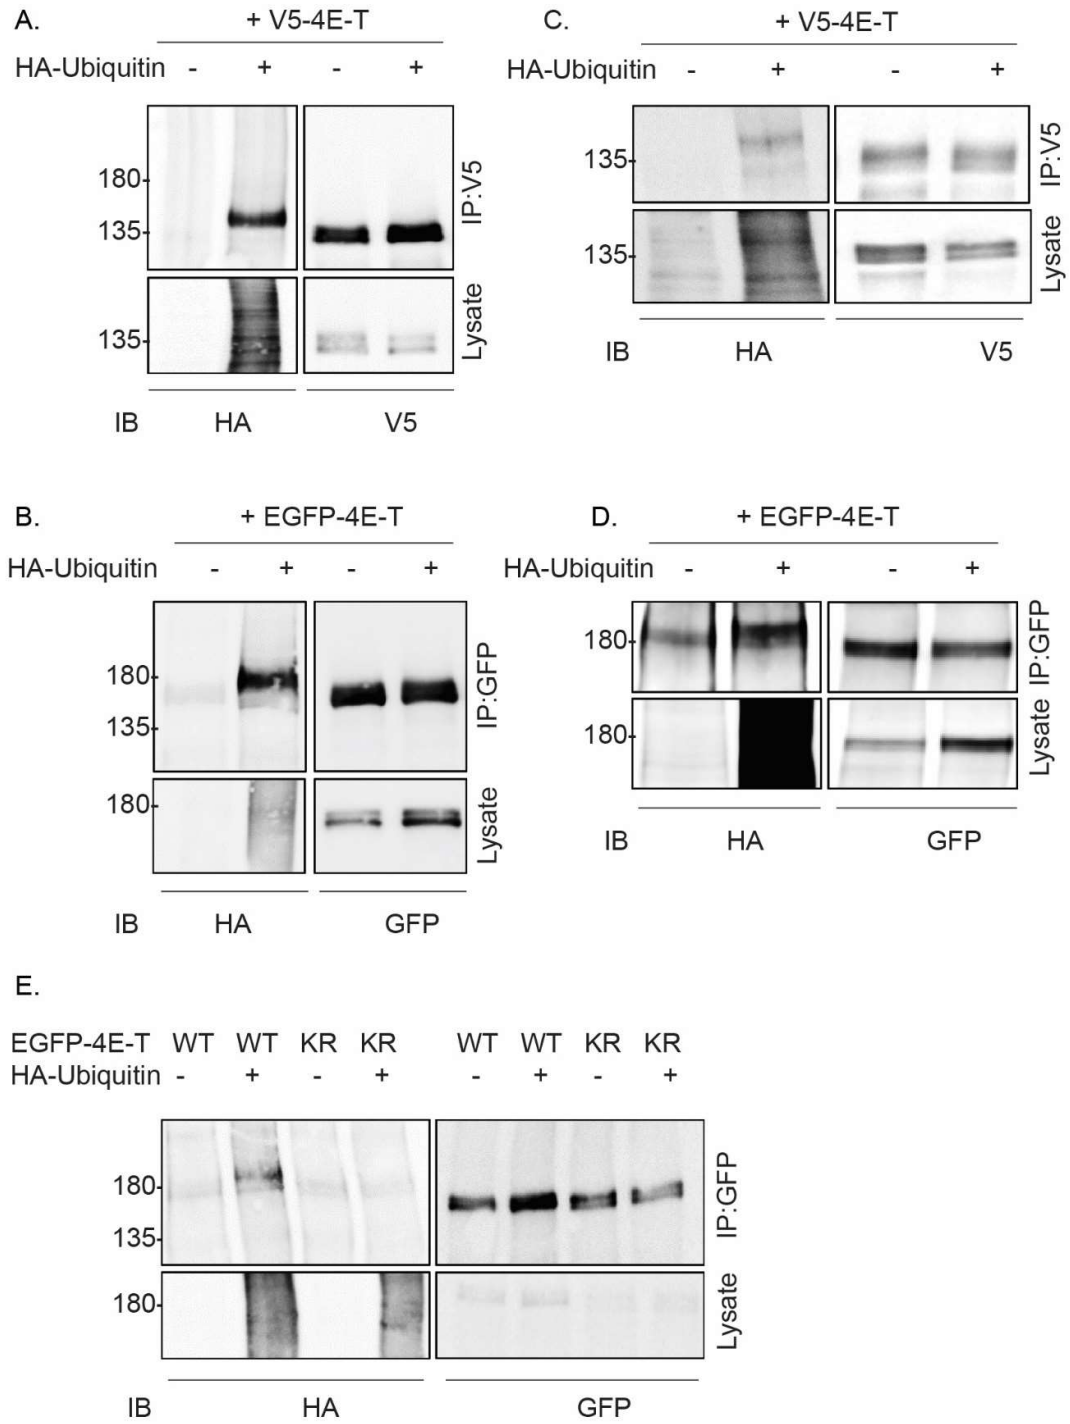 A.
+ V5-4E-T
HA-Ubiquitin - + - +
180-
135-
IP:V5
135-
Lysate
IB HA V5
C.
+ V5-4E-T
HA-Ubiquitin - + - +
135-
IP:V5
135-
Lysate
IB HA V5
B.
+ EGFP-4E-T
HA-Ubiquitin - + - +
180-
135-
IP:GFP
180-
Lysate
IB HA GFP
D.
+ EGFP-4E-T
HA-Ubiquitin - + - +
180-
IP:GFP
180-
Lysate
IB HA GFP
E.
EGFP-4E-T WT WT KR KR WT WT KR KR
HA-Ubiquitin - + - + - + - +
180-
135-
IP:GFP
180-
Lysate
IB HA GFP